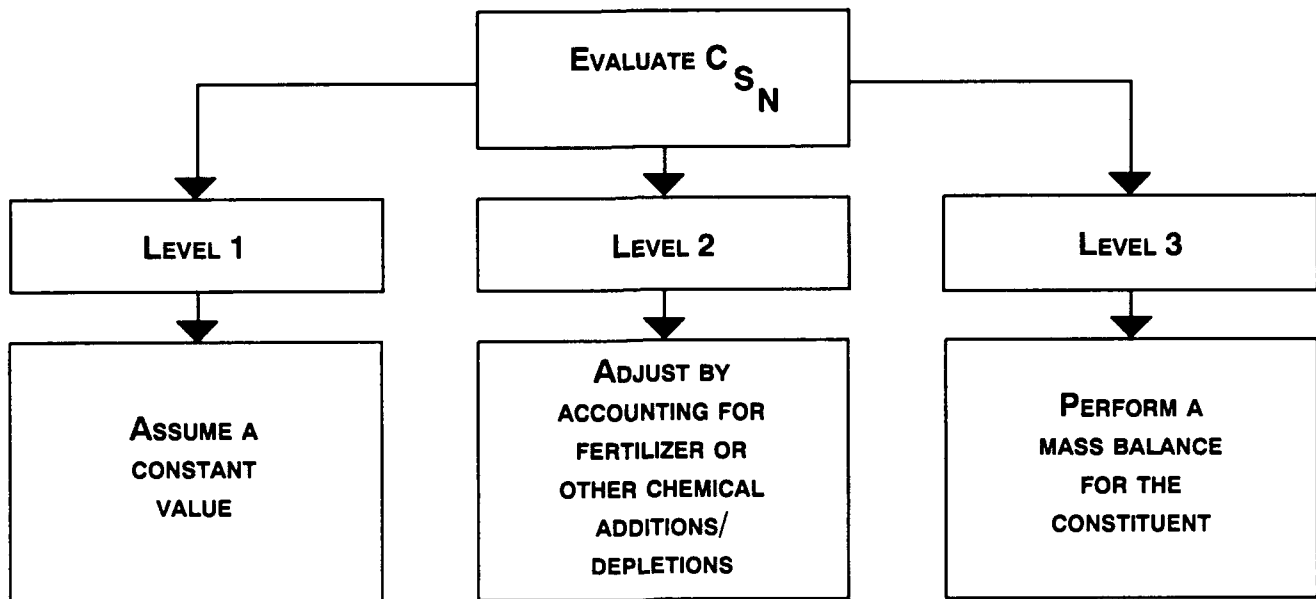 EVALUATE C S N
LEVEL 1
LEVEL 2
LEVEL 3
ASSUME A
CONSTANT
VALUE
ADJUST BY
ACCOUNTING FOR
FERTILIZER OR
OTHER CHEMICAL
ADDITIONS/
DEPLETIONS
PERFORM A
MASS BALANCE
FOR THE
CONSTITUENT